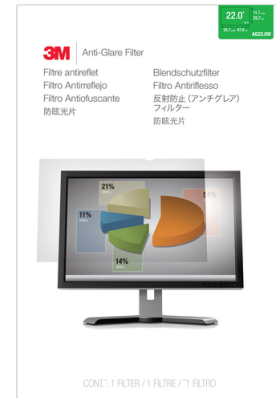 22.0"
AG22.0W
3M Anti-Glare Filter
Filtre antireflet
Filtro Antirreflejo
Filtro Antiofuscante
防眩光片
Blendschutzfilter
Filtro Antiriflesso
反射防止（アンチグレア）
フィルター
防眩光片
21%
11%
14%
CONT.: 1 FILTER / 1 FILTRE / 1 FILTRO